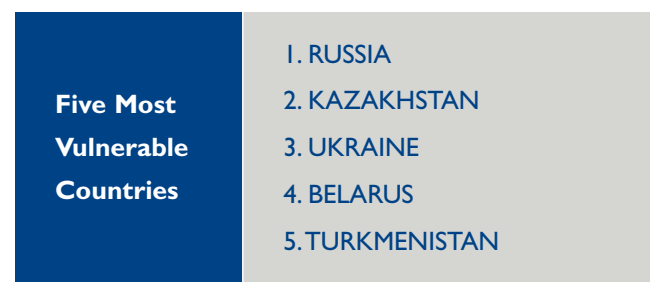 Five Most
Vulnerable
Countries
1. RUSSIA
2. KAZAKHSTAN
3. UKRAINE
4. BELARUS
5. TURKMENISTAN